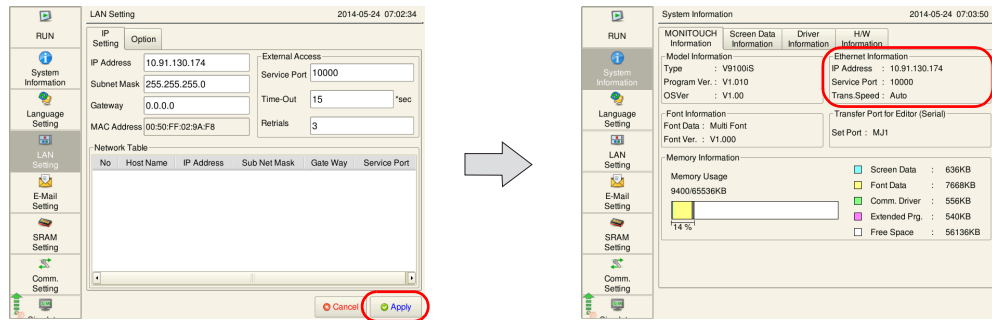 LAN Setting 2014-05-24 07:02:34
RUN
System
Information
Language
Setting
LAN
Setting
E-Mail
Setting
SRAM
Setting
Comm.
Setting
IP
Setting
Option
IP Address 10.91.130.174
Subnet Mask 255.255.255.0
Gateway 0.0.0.0
MAC Address 00:50:FF:02:9A:F8
External Access
Service Port 10000
Time-Out 15 *sec
Retrials 3
Network Table
No Host Name IP Address Sub Net Mask Gate Way Service Port
Cancel Apply
System Information 2014-05-24 07:03:50
RUN
System
Information
Language
Setting
LAN
Setting
E-Mail
Setting
SRAM
Setting
Comm.
Setting
MONITOUCH
Information
Screen Data
Information
Driver
Information
H/W
Information
Model Information
Type : V9100iS
Program Ver. : V1.010
OSVer : V1.00
Ethernet Information
IP Address : 10.91.130.174
Service Port : 10000
Trans.Speed : Auto
Font Information
Font Data : Multi Font
Font Ver. : V1.000
Transfer Port for Editor (Serial)
Set Port : MJ1
Memory Information
Memory Usage
9400/65536KB
14 %
Screen Data : 636KB
Font Data : 7668KB
Comm. Driver : 556KB
Extended Prg. : 540KB
Free Space : 56136KB